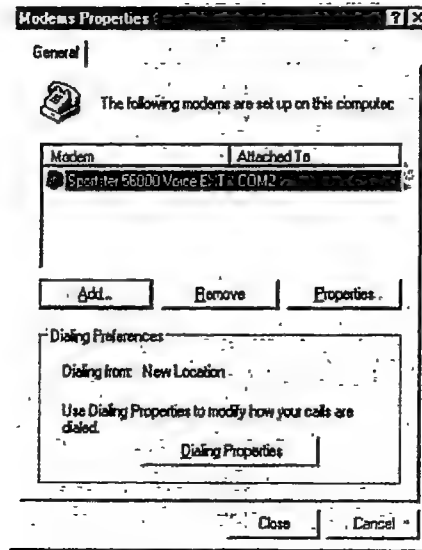 Modems Properties
General
The following modems are set up on this computer:
Modem Attached To
Sportster 56000 Voice EXT COM2
Add... Remove Properties
Dialing Preferences
Dialing from: New Location
Use Dialing Properties to modify how your calls are
dialed.
Dialing Properties
Close Cancel